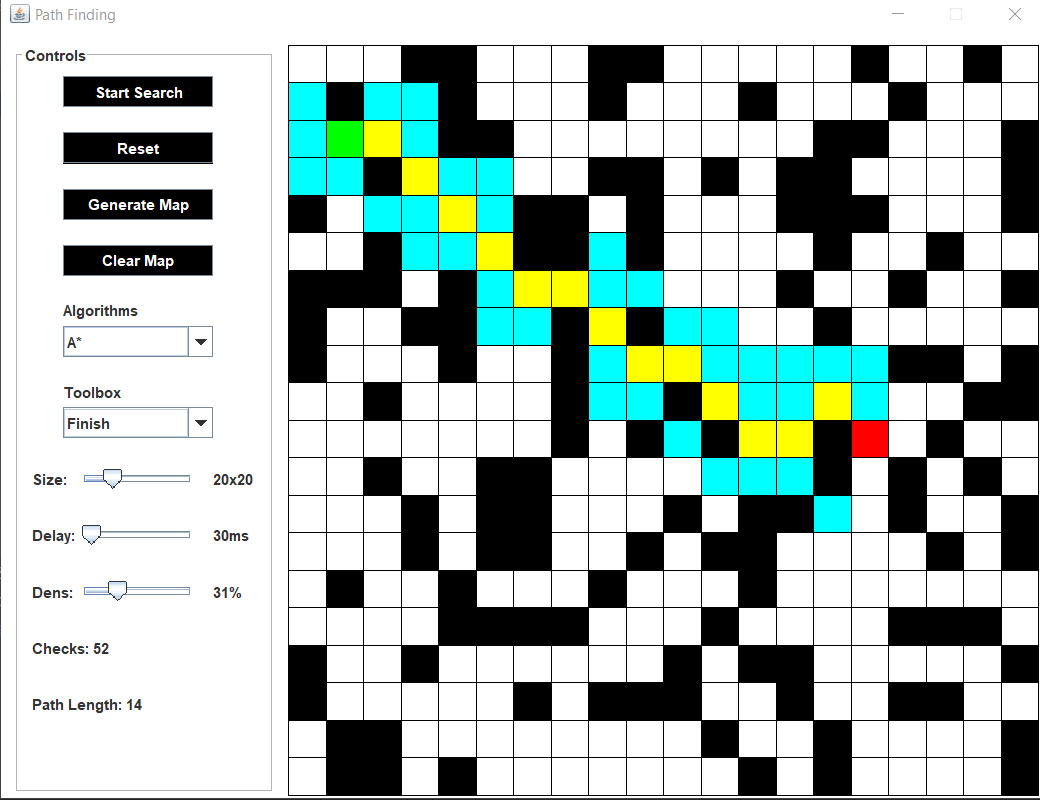 Path Finding
Controls
Start Search
Reset
Generate Map
Clear Map
Algorithms
A*
Toolbox
Finish
Size: 20x20
Delay: 30ms
Dens: 31%
Checks: 52
Path Length: 14